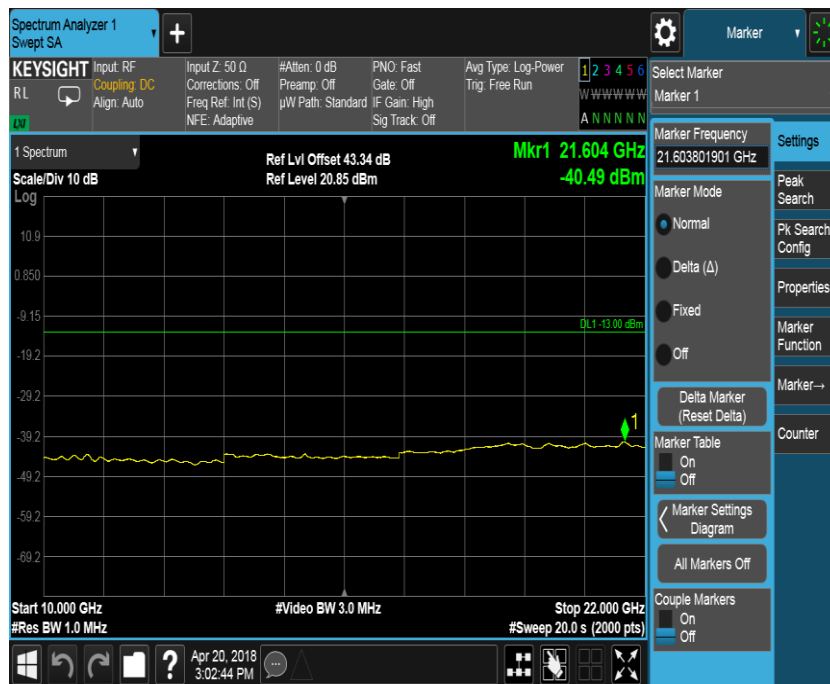 Spectrum Analyzer 1
Swept SA
Marker
KEYSIGHT
RL
LXI
Input: RF
Coupling: DC
Align: Auto
Input Z: 50 Ω
Corrections: Off
Freq Ref: Int (S)
NFE: Adaptive
#Atten: 0 dB
Preamp: Off
µW Path: Standard
PNO: Fast
Gate: Off
IF Gain: High
Sig Track: Off
Avg Type: Log-Power
Trig: Free Run
1 2 3 4 5 6
W W W W W W
A N N N N N
Select Marker
Marker 1
1 Spectrum
Scale/Div 10 dB
Ref Lvl Offset 43.34 dB
Ref Level 20.85 dBm
Mkr1 21.604 GHz
-40.49 dBm
Log
10.9
0.850
-9.15
-19.2
-29.2
-39.2
-49.2
-59.2
-69.2
DL1 -13.00 dBm
1
Start 10.000 GHz
#Res BW 1.0 MHz
#Video BW 3.0 MHz
Stop 22.000 GHz
#Sweep 20.0 s (2000 pts)
Marker Frequency
21.603801901 GHz
Marker Mode
Normal
Delta (Δ)
Fixed
Off
Delta Marker
(Reset Delta)
Marker Table
On
Off
Marker Settings
Diagram
All Markers Off
Couple Markers
On
Off
Settings
Peak
Search
Pk Search
Config
Properties
Marker
Function
Marker→
Counter
?
Apr 20, 2018
3:02:44 PM